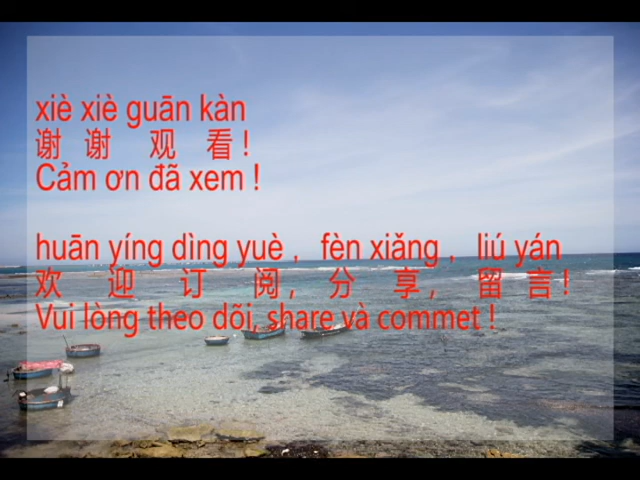 xiè xiè guān kàn
谢 谢 观 看 !
Cảm ơn đã xem !
huān yíng dìng yuè , fèn xiǎng , liú yán
欢 迎 订 阅 , 分 享 , 留 言 !
Vui lòng theo dõi, share và commet !